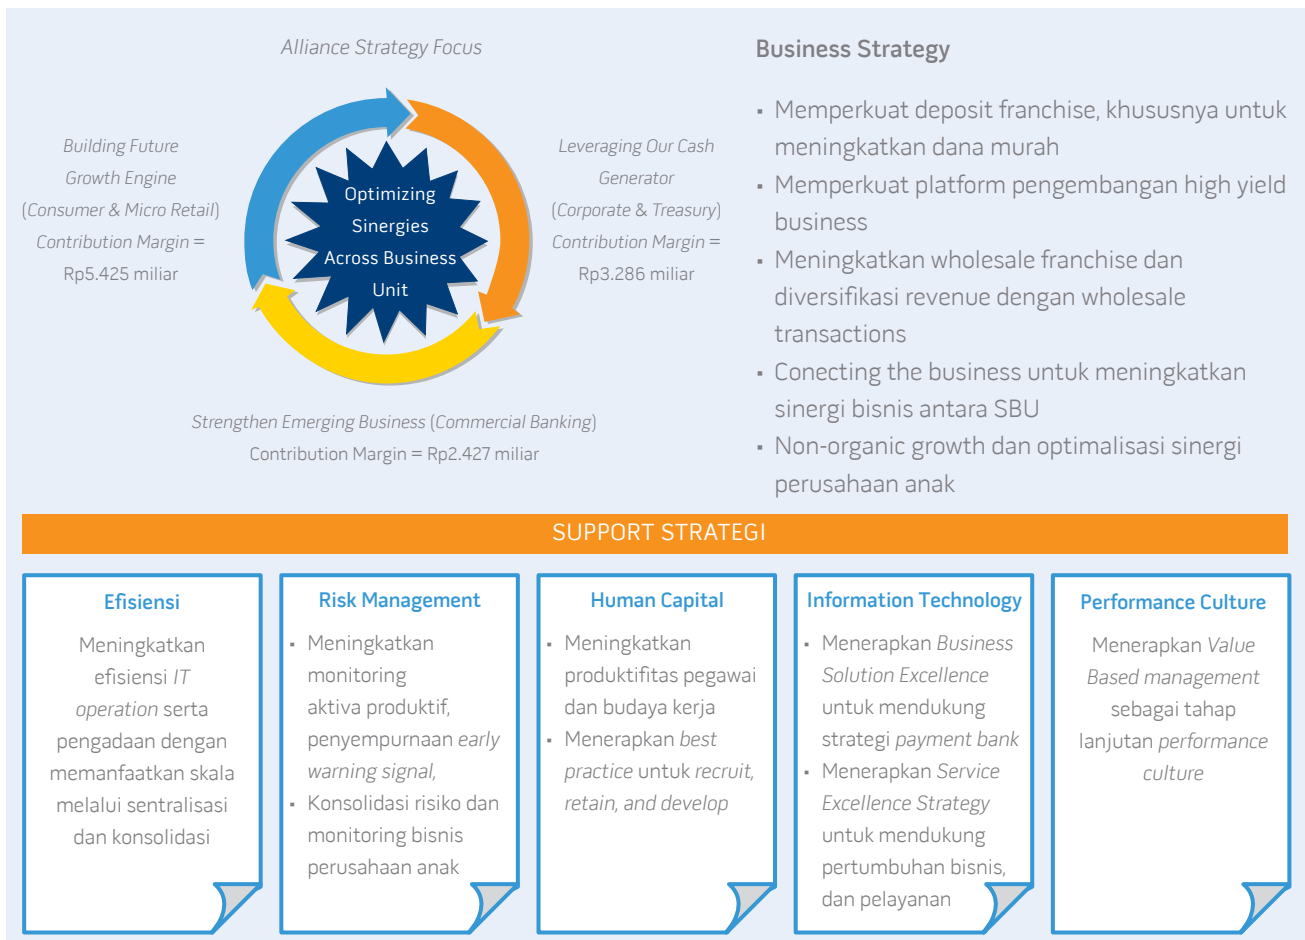 Alliance Strategy Focus
Building Future
Growth Engine
(Consumer & Micro Retail)
Contribution Margin =
Rp5.425 miliar
Optimizing
Sinergies
Across Business
Unit
Leveraging Our Cash
Generator
(Corporate & Treasury)
Contribution Margin =
Rp3.286 miliar
Strengthen Emerging Business (Commercial Banking)
Contribution Margin = Rp2.427 miliar
Business Strategy
▪ Memperkuat deposit franchise, khususnya untuk
meningkatkan dana murah
▪ Memperkuat platform pengembangan high yield
business
▪ Meningkatkan wholesale franchise dan
diversifikasi revenue dengan wholesale
transactions
▪ Conecting the business untuk meningkatkan
sinergi bisnis antara SBU
▪ Non-organic growth dan optimalisasi sinergi
perusahaan anak
SUPPORT STRATEGI
Efisiensi
Meningkatkan
efisiensi IT
operation serta
pengadaan dengan
memanfaatkan skala
melalui sentralisasi
dan konsolidasi
Risk Management
▪ Meningkatkan
monitoring
aktiva produktif,
penyempurnaan early
warning signal,
▪ Konsolidasi risiko dan
monitoring bisnis
perusahaan anak
Human Capital
▪ Meningkatkan
produktifitas pegawai
dan budaya kerja
▪ Menerapkan best
practice untuk recruit,
retain, and develop
Information Technology
▪ Menerapkan Business
Solution Excellence
untuk mendukung
strategi payment bank
▪ Menerapkan Service
Excellence Strategy
untuk mendukung
pertumbuhan bisnis,
dan pelayanan
Performance Culture
Menerapkan Value
Based management
sebagai tahap
lanjutan performance
culture